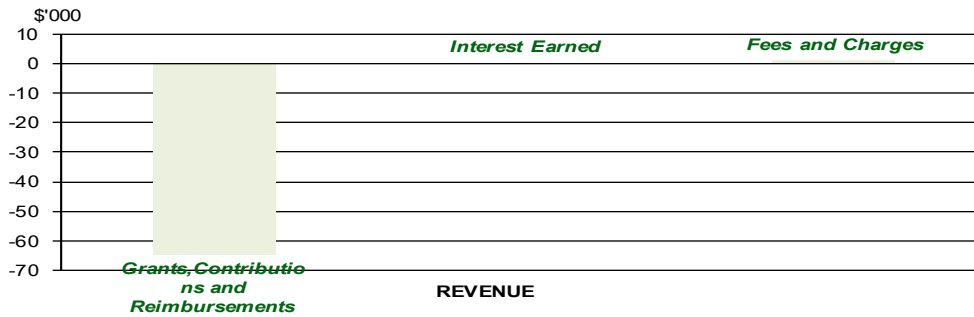 $'000
10
Interest Earned
Fees and Charges
0
-10
-20
-30
-40
-50
-60
-70
Grants,Contributio
ns and
Reimbursements
REVENUE